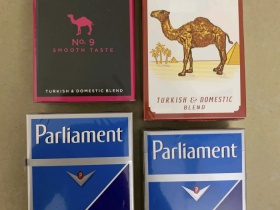 No. 9
SMOOTH TASTE
TURKISH & DOMESTIC BLEND
TURKISH & DOMESTIC
BLEND
Parliament
Parliament